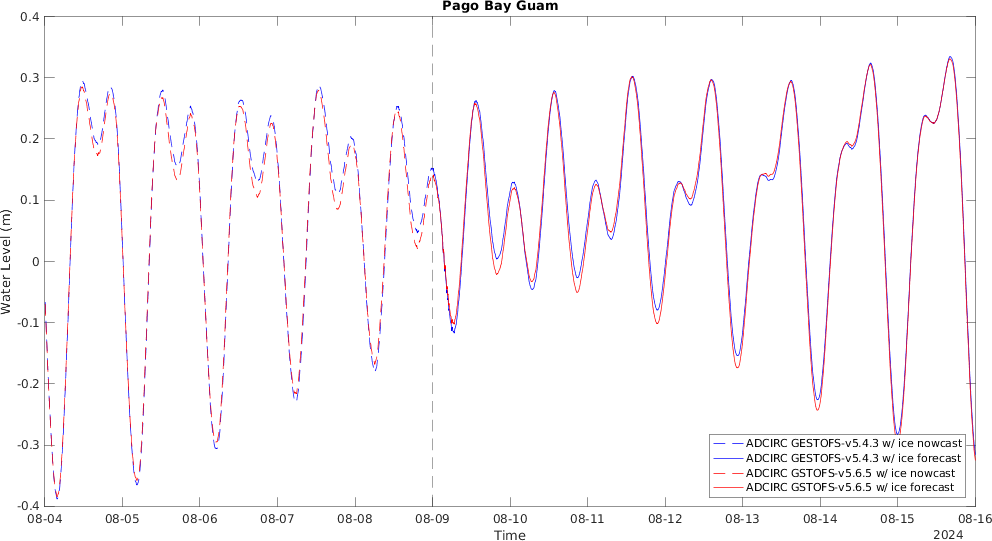 Pago Bay Guam
Water Level (m)
0.4
0.3
0.2
0.1
0
-0.1
-0.2
-0.3
-0.4
ADCIRC GESTOFS-v5.4.3 w/ ice nowcast
ADCIRC GESTOFS-v5.4.3 w/ ice forecast
ADCIRC GSTOFS-v5.6.5 w/ ice nowcast
ADCIRC GSTOFS-v5.6.5 w/ ice forecast
08-04 08-05 08-06 08-07 08-08 08-09 08-10 08-11 08-12 08-13 08-14 08-15 08-16
Time
2024